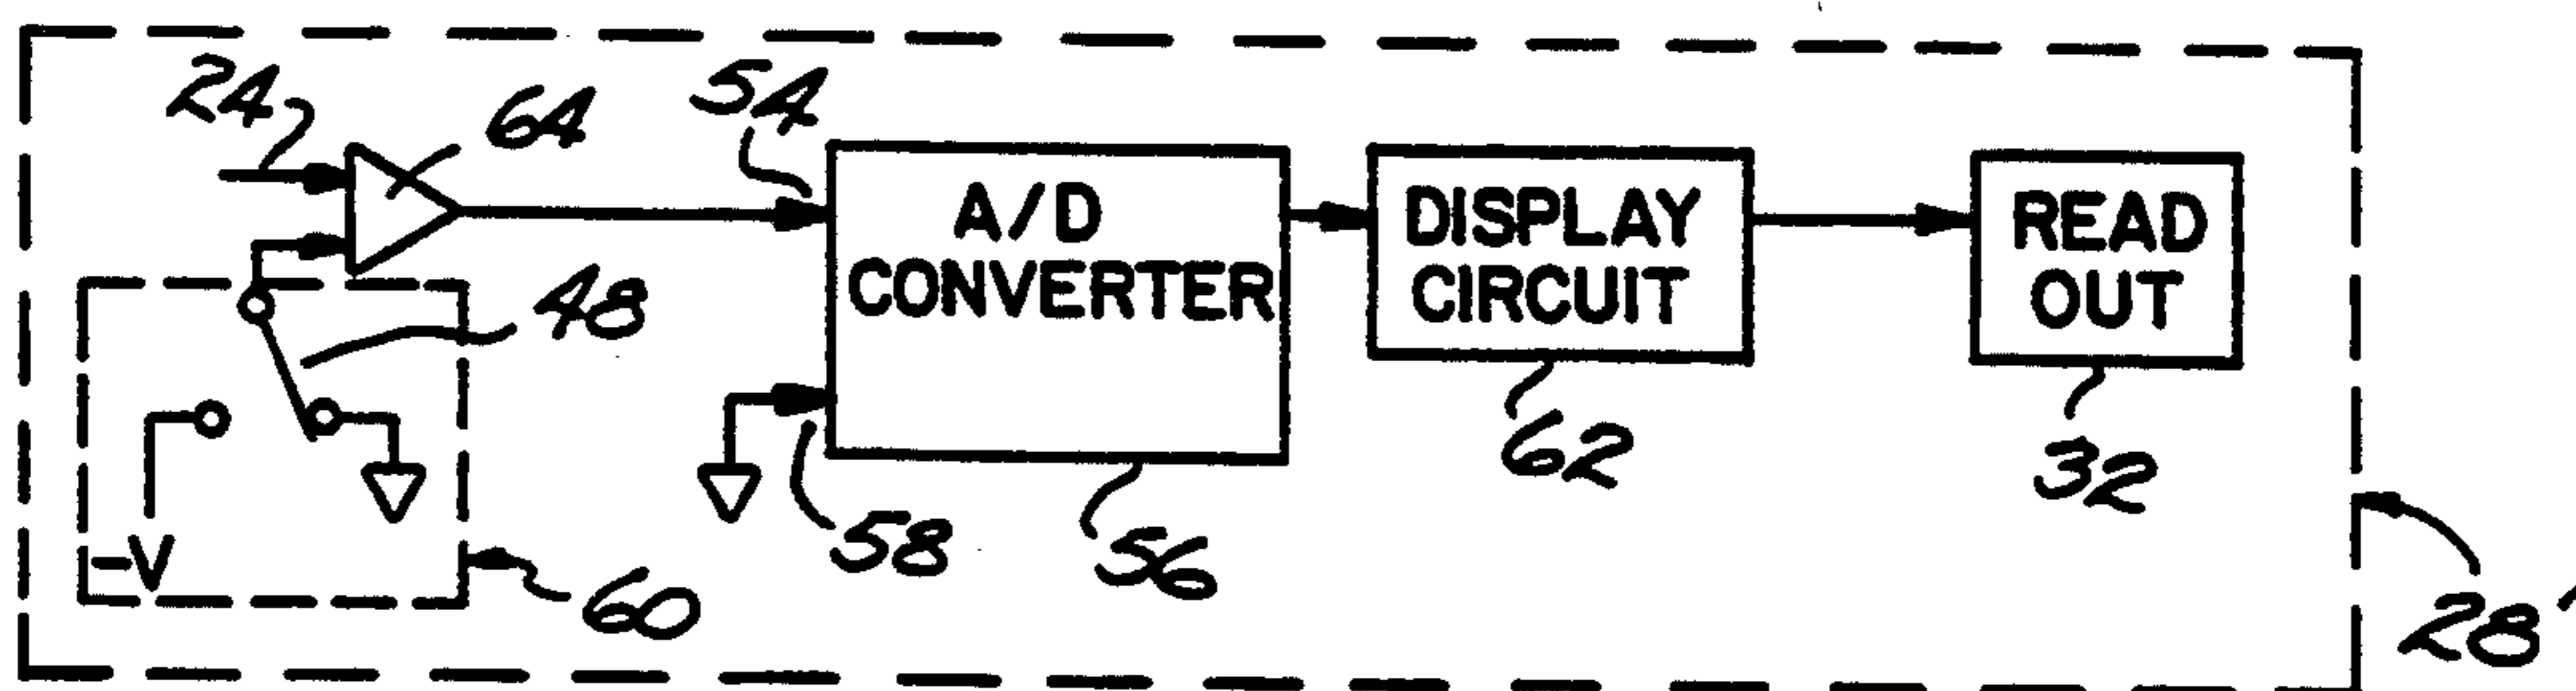 24
64
54
A/D
CONVERTER
DISPLAY
CIRCUIT
READ
OUT
48
62
32
-V
58
56
60
28'